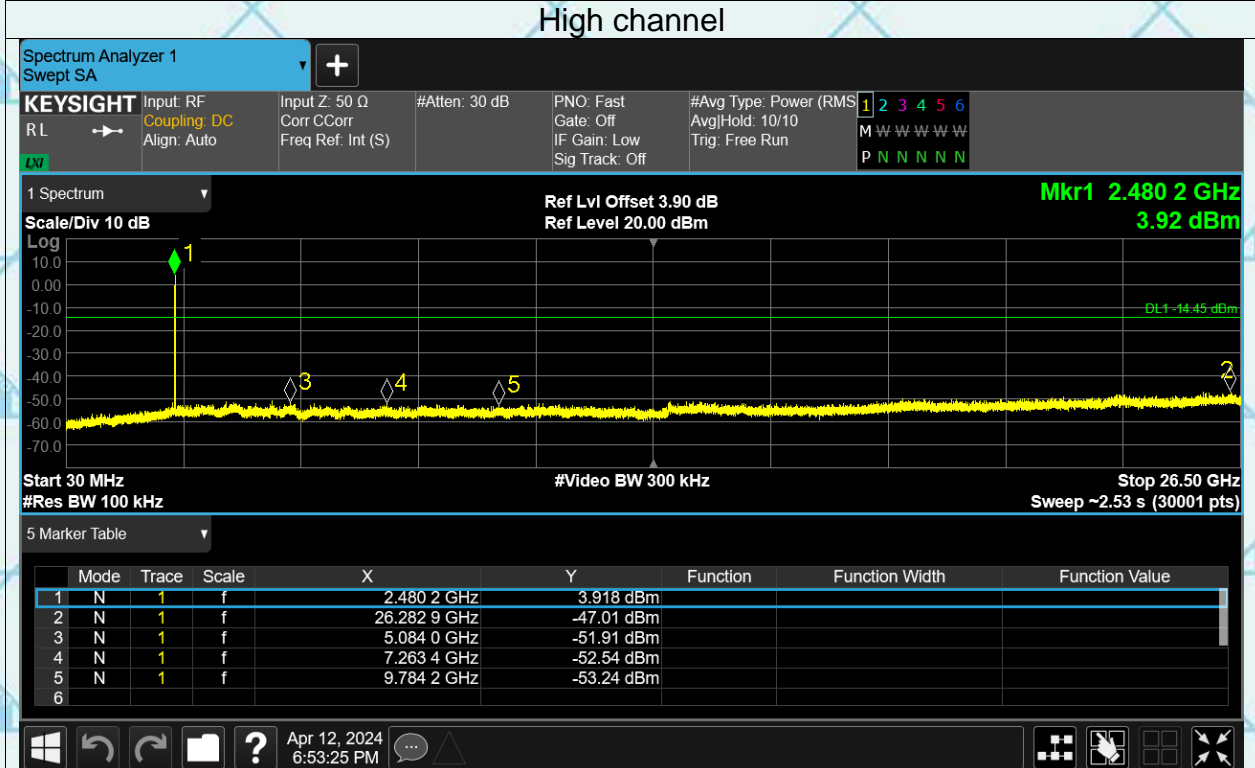 High channel
Spectrum Analyzer 1
Swept SA
+
KEYSIGHT
RL
LXI
Input: RF
Coupling: DC
Align: Auto
Input Z: 50 Ω
Corr CCorr
Freq Ref: Int (S)
#Atten: 30 dB
PNO: Fast
Gate: Off
IF Gain: Low
Sig Track: Off
#Avg Type: Power (RMS
Avg|Hold: 10/10
Trig: Free Run
1 2 3 4 5 6
M W W W W W
P N N N N N
1 Spectrum
Scale/Div 10 dB
Ref Lvl Offset 3.90 dB
Ref Level 20.00 dBm
Mkr1 2.480 2 GHz
3.92 dBm
Log
10.0
0.00
-10.0
-20.0
-30.0
-40.0
-50.0
-60.0
-70.0
1
DL1 -14.45 dBm
3
4
5
2
Start 30 MHz
#Video BW 300 kHz
Stop 26.50 GHz
#Res BW 100 kHz
Sweep ~2.53 s (30001 pts)
5 Marker Table
Mode Trace Scale X Y Function Function Width Function Value
1 N 1 f 2.480 2 GHz 3.918 dBm
2 N 1 f 26.282 9 GHz -47.01 dBm
3 N 1 f 5.084 0 GHz -51.91 dBm
4 N 1 f 7.263 4 GHz -52.54 dBm
5 N 1 f 9.784 2 GHz -53.24 dBm
6
?
Apr 12, 2024
6:53:25 PM